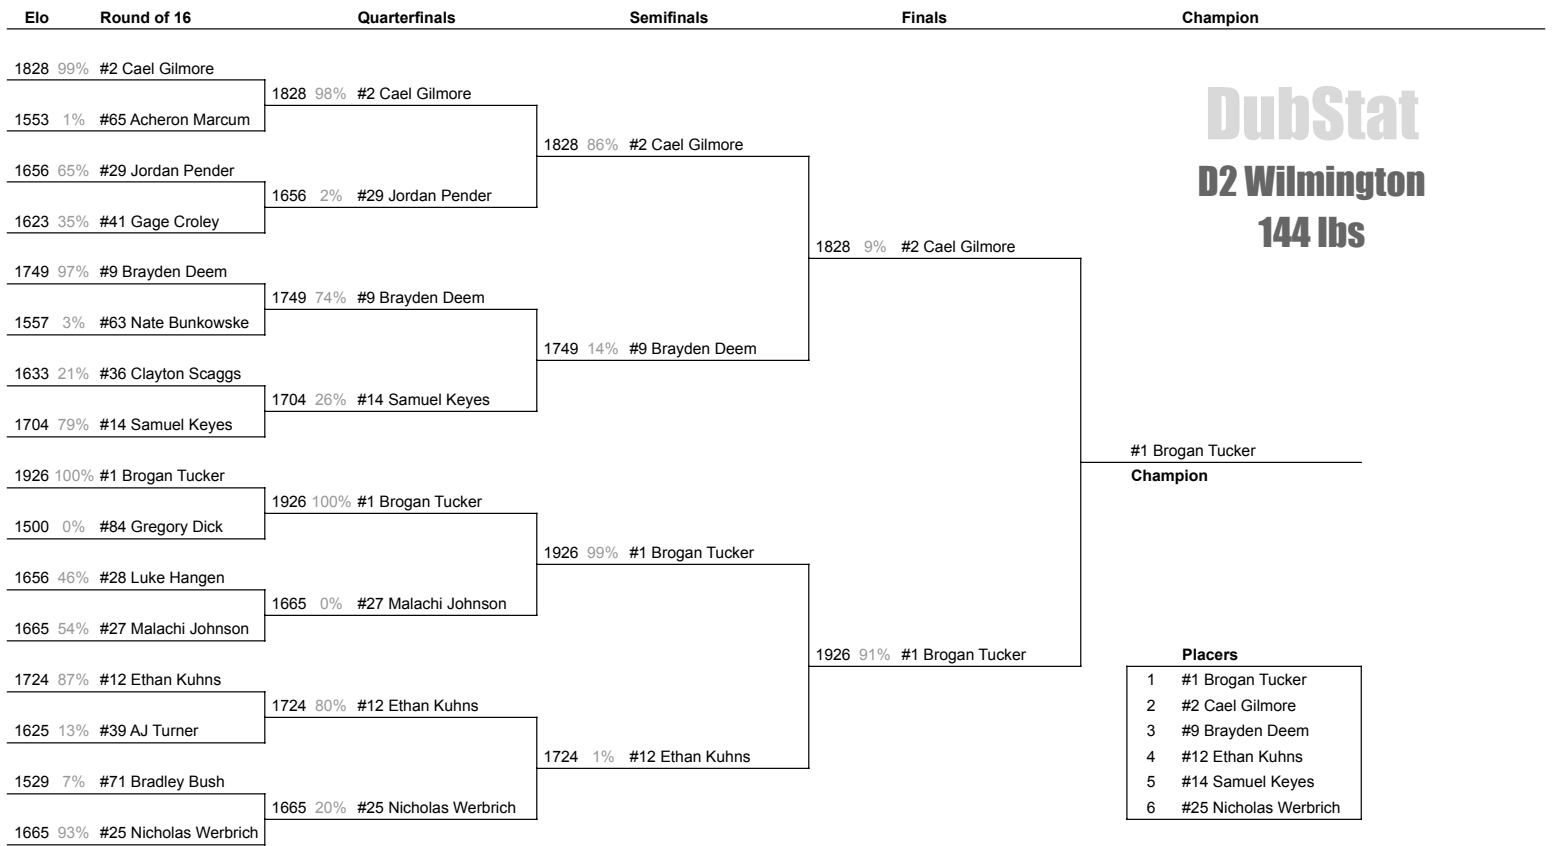 Elo Round of 16 Quarterfinals Semifinals Finals Champion
1828 99% #2 Cael Gilmore
1828 98% #2 Cael Gilmore
1553 1% #65 Acheron Marcum
1828 86% #2 Cael Gilmore
1656 65% #29 Jordan Pender
1656 2% #29 Jordan Pender
1623 35% #41 Gage Croley
1828 9% #2 Cael Gilmore
1749 97% #9 Brayden Deem
1749 74% #9 Brayden Deem
1557 3% #63 Nate Bunkowske
1749 14% #9 Brayden Deem
1633 21% #36 Clayton Scaggs
1704 26% #14 Samuel Keyes
1704 79% #14 Samuel Keyes
#1 Brogan Tucker
Champion
1926 100% #1 Brogan Tucker
1926 100% #1 Brogan Tucker
1500 0% #84 Gregory Dick
1926 99% #1 Brogan Tucker
1656 46% #28 Luke Hangen
1665 0% #27 Malachi Johnson
1665 54% #27 Malachi Johnson
1926 91% #1 Brogan Tucker
1724 87% #12 Ethan Kuhns
1724 80% #12 Ethan Kuhns
1625 13% #39 AJ Turner
1724 1% #12 Ethan Kuhns
1529 7% #71 Bradley Bush
1665 20% #25 Nicholas Werbrich
1665 93% #25 Nicholas Werbrich
DubStat
D2 Wilmington
144 lbs
Placers
1 #1 Brogan Tucker
2 #2 Cael Gilmore
3 #9 Brayden Deem
4 #12 Ethan Kuhns
5 #14 Samuel Keyes
6 #25 Nicholas Werbrich